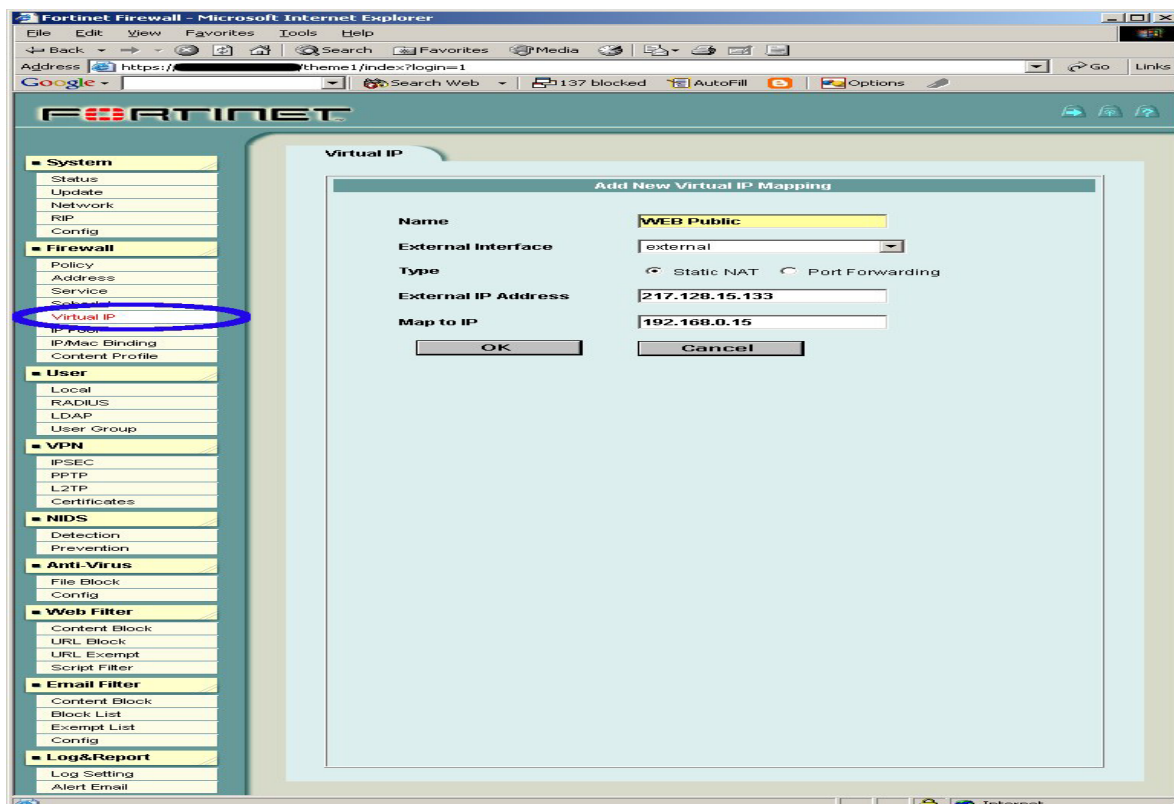 Fortinet Firewall - Microsoft Internet Explorer
File Edit View Favorites Tools Help
Back Search Favorites Media
Address https:/ /theme1/index?login=1 Go Links
Google Search Web 137 blocked AutoFill Options
FORTINET
Virtual IP
Add New Virtual IP Mapping
Name WEB Public
External Interface external
Type Static NAT Port Forwarding
External IP Address 217.128.15.133
Map to IP 192.168.0.15
OK Cancel
System
Status
Update
Network
RIP
Config
Firewall
Policy
Address
Service
Virtual IP
IP Pool
IP/Mac Binding
Content Profile
User
Local
RADIUS
LDAP
User Group
VPN
IPSEC
PPTP
L2TP
Certificates
NIDS
Detection
Prevention
Anti-Virus
File Block
Config
Web Filter
Content Block
URL Block
URL Exempt
Script Filter
Email Filter
Content Block
Block List
Exempt List
Config
Log&Report
Log Setting
Alert Email
Internet